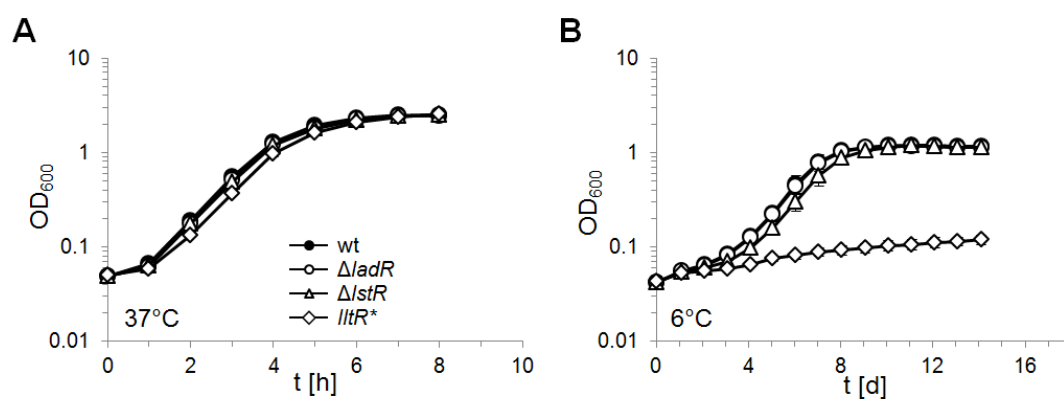 A
10
1
0.1
0.01
OD600
0 2 4 6 8 10
t [h]
37°C
wt
ΔladR
ΔlstR
lltR*
B
10
1
0.1
0.01
OD600
0 4 8 12 16
t [d]
6°C